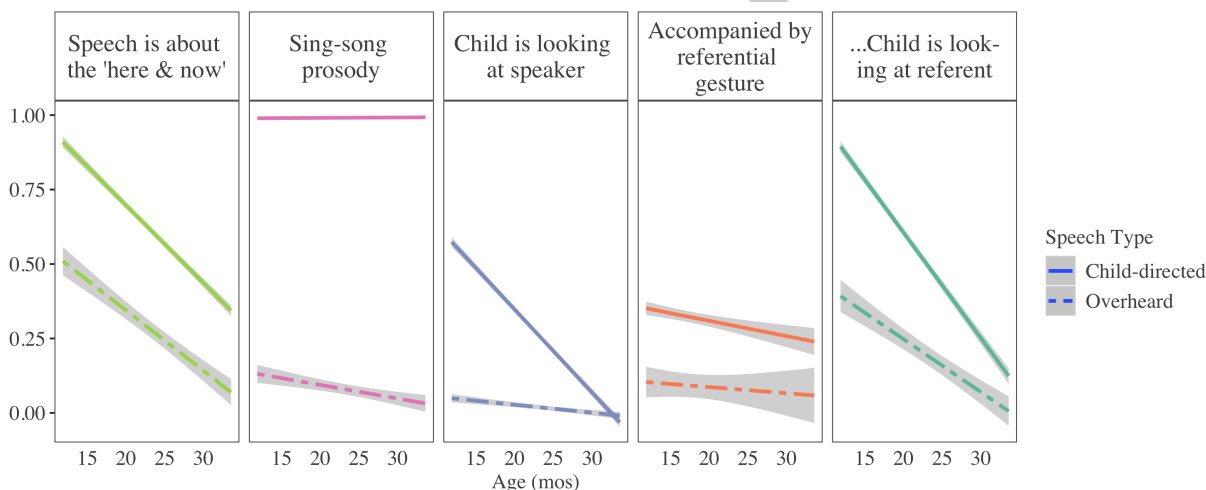 Speech is about
the 'here & now'
Sing-song
prosody
Child is looking
at speaker
Accompanied by
referential
gesture
...Child is look-
ing at referent
1.00
0.75
0.50
0.25
0.00
15 20 25 30
15 20 25 30
15 20 25 30
15 20 25 30
15 20 25 30
Age (mos)
Speech Type
Child-directed
Overheard